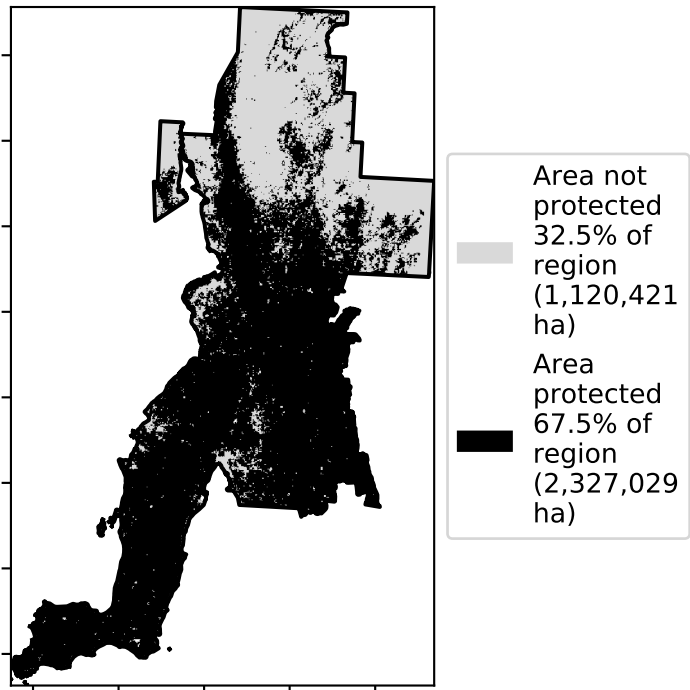 Area not
protected
32.5% of
region
(1,120,421
ha)
Area
protected
67.5% of
region
(2,327,029
ha)